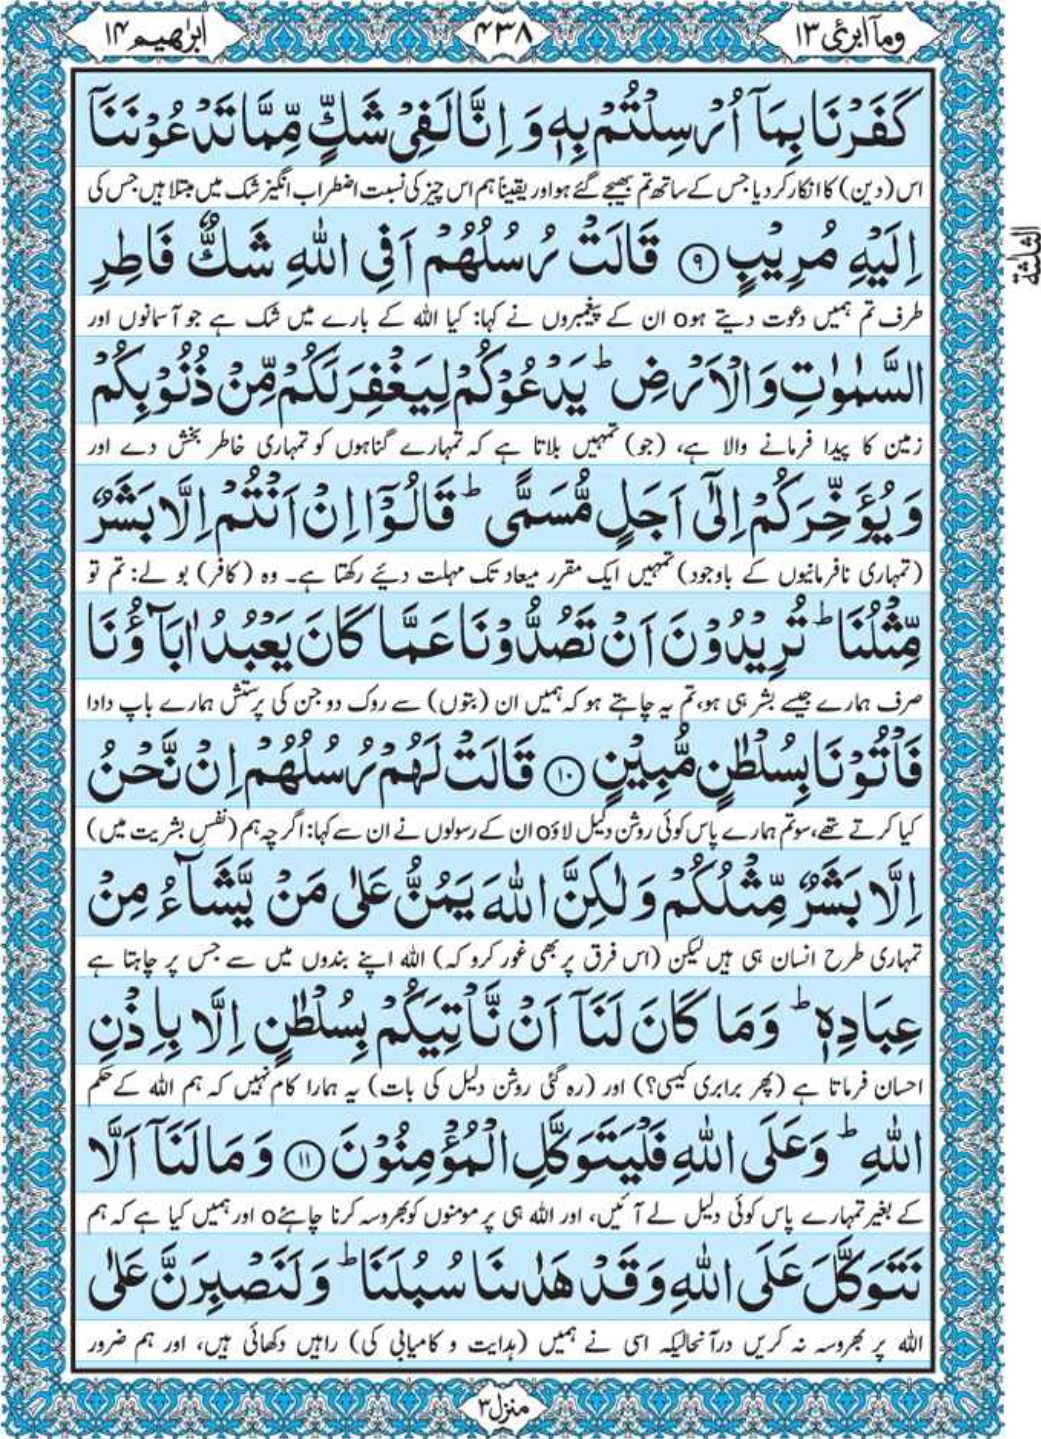 ومآ ابرئ ١٣
٤٣٨
ابرٰهیم ١٤
كَفَرْنَا بِمَآ اُرْسِلْتُمْ بِهٖ وَ اِنَّا لَفِیْ شَكٍّ مِّمَّا تَدْعُوْنَنَاۤ
اس (دین) کا انکار کر دیا جس کے ساتھ تم بھیجے گئے ہو اور یقیناً ہم اس چیز کی نسبت اضطراب انگیز شک میں مبتلا ہیں جس کی
اِلَیْهِ مُرِیْبٍ ۝٩ قَالَتْ رُسُلُهُمْ اَفِی اللّٰهِ شَكٌّ فَاطِرِ
الثلثة
طرف تم ہمیں دعوت دیتے ہو٥ ان کے پیغمبروں نے کہا: کیا اللہ کے بارے میں شک ہے جو آسمانوں اور
السَّمٰوٰتِ وَ الْاَرْضِ ؕ یَدْعُوْكُمْ لِیَغْفِرَ لَكُمْ مِّنْ ذُنُوْبِكُمْ
زمین کا پیدا فرمانے والا ہے، (جو) تمہیں بلاتا ہے کہ تمہارے گناہوں کو تمہاری خاطر بخش دے اور
وَ یُؤَخِّرَكُمْ اِلٰۤی اَجَلٍ مُّسَمًّی ؕ قَالُوْۤا اِنْ اَنْتُمْ اِلَّا بَشَرٌ
(تمہاری نافرمانیوں کے باوجود) تمہیں ایک مقرر میعاد تک مہلت دیئے رکھتا ہے۔ وہ (کافر) بولے: تم تو
مِّثْلُنَا ؕ تُرِیْدُوْنَ اَنْ تَصُدُّوْنَا عَمَّا كَانَ یَعْبُدُ اٰبَآؤُنَا
صرف ہمارے جیسے بشر ہی ہو، تم یہ چاہتے ہو کہ ہمیں ان (بتوں) سے روک دو جن کی پرستش ہمارے باپ دادا
فَاْتُوْنَا بِسُلْطٰنٍ مُّبِیْنٍ ۝١٠ قَالَتْ لَهُمْ رُسُلُهُمْ اِنْ نَّحْنُ
کیا کرتے تھے، سو تم ہمارے پاس کوئی روشن دلیل لاؤ٥ ان کے رسولوں نے ان سے کہا: اگرچہ ہم (نفسِ بشریت میں)
اِلَّا بَشَرٌ مِّثْلُكُمْ وَ لٰكِنَّ اللّٰهَ یَمُنُّ عَلٰی مَنْ یَّشَآءُ مِنْ
تمہاری طرح انسان ہی ہیں لیکن (اس فرق پر بھی غور کرو کہ) اللہ اپنے بندوں میں سے جس پر چاہتا ہے
عِبَادِهٖ ؕ وَ مَا كَانَ لَنَاۤ اَنْ نَّاْتِیَكُمْ بِسُلْطٰنٍ اِلَّا بِاِذْنِ
احسان فرماتا ہے (پھر برابری کیسی؟) اور (رہ گئی روشن دلیل کی بات) یہ ہمارا کام نہیں کہ ہم اللہ کے حکم
اللّٰهِ ؕ وَ عَلَی اللّٰهِ فَلْیَتَوَكَّلِ الْمُؤْمِنُوْنَ ۝١١ وَ مَا لَنَاۤ اَلَّا
کے بغیر تمہارے پاس کوئی دلیل لے آئیں، اور اللہ ہی پر مومنوں کو بھروسہ کرنا چاہئے٥ اور ہمیں کیا ہے کہ ہم
نَتَوَكَّلَ عَلَی اللّٰهِ وَ قَدْ هَدٰىنَا سُبُلَنَا ؕ وَ لَنَصْبِرَنَّ عَلٰی
اللہ پر بھروسہ نہ کریں درآنحالیکہ اسی نے ہمیں (ہدایت و کامیابی کی) راہیں دکھائی ہیں، اور ہم ضرور
منزل ٣